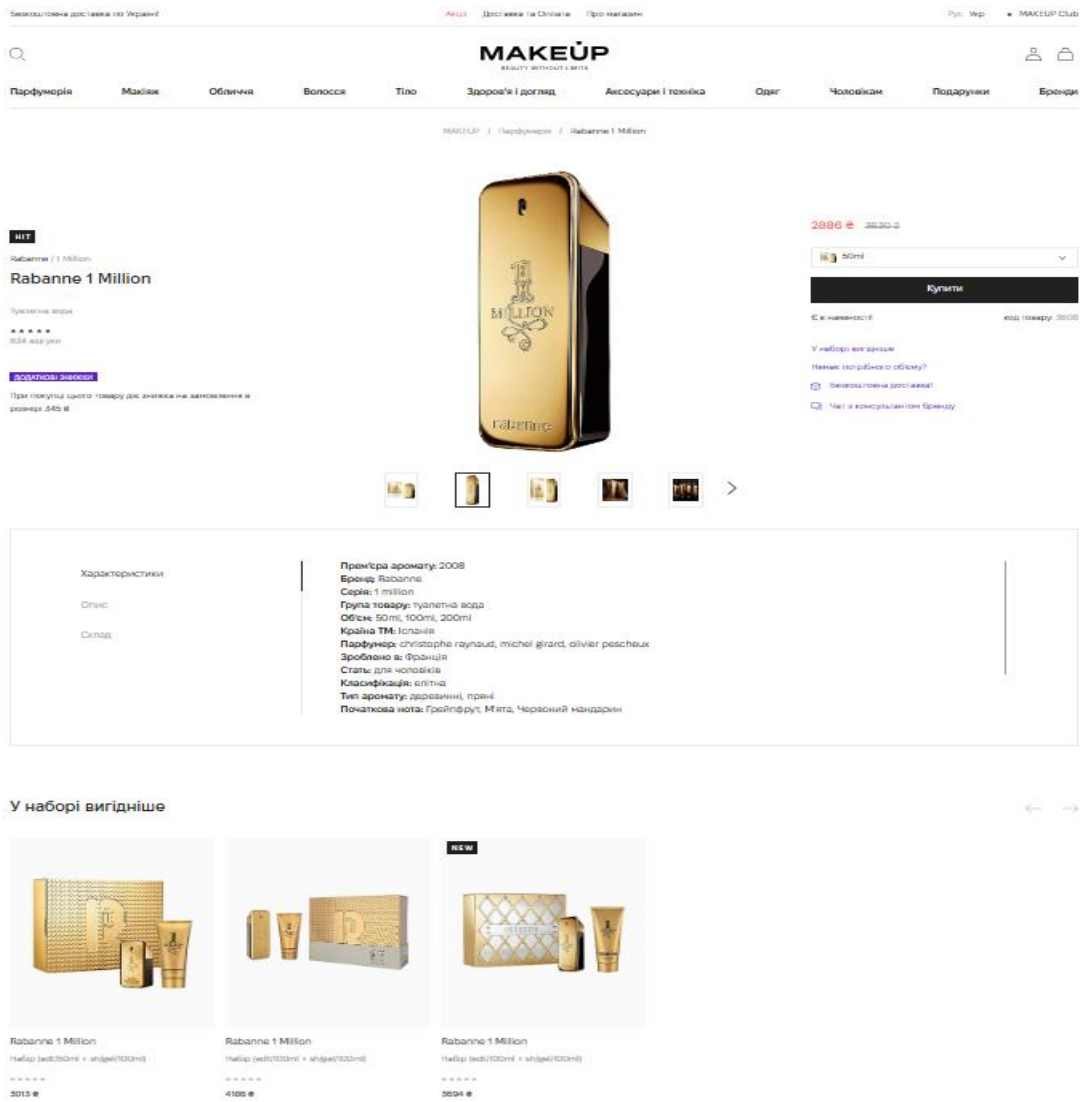 Безкоштовна доставка по Україні!
Акції Доставка та Оплата Про магазин
Рус Укр MAKEUP Club
MAKEUP
BEAUTY WITHOUT LIMITS
Парфумерія Макіяж Обличчя Волосся Тіло Здоров'я і догляд Аксесуари і техніка Одяг Чоловікам Подарунки Бренди
MAKEUP / Парфумерія / Rabanne 1 Million
HIT
Rabanne / 1 Million
Rabanne 1 Million
Туалетна вода
634 відгуки
ДОДАТКОВІ ЗНИЖКИ
При покупці цього товару діє знижка на замовлення в
розмірі 345 ₴
1 MILLION
rabanne
2886 ₴ 3630 ₴
50ml
Купити
Є в наявності! код товару: 3608
У наборі вигідніше
Немає потрібного об'єму?
Безкоштовна доставка!
Чат з консультантом бренду
Характеристики
Опис
Склад
Прем'єра аромату: 2008
Бренд: Rabanne
Серія: 1 million
Група товару: туалетна вода
Об'єм: 50ml, 100ml, 200ml
Країна ТМ: Іспанія
Парфумер: christophe raynaud, michel girard, olivier pescheux
Зроблено в: Франція
Стать: для чоловіків
Класифікація: елітна
Тип аромату: деревинні, пряні
Початкова нота: Грейпфрут, М'ята, Червоний мандарин
У наборі вигідніше
NEW
Rabanne 1 Million
Набір (edt/50ml + sh/gel/100ml)
3013 ₴
Rabanne 1 Million
Набір (edt/100ml + sh/gel/100ml)
4186 ₴
Rabanne 1 Million
Набір (edt/100ml + sh/gel/100ml)
3694 ₴